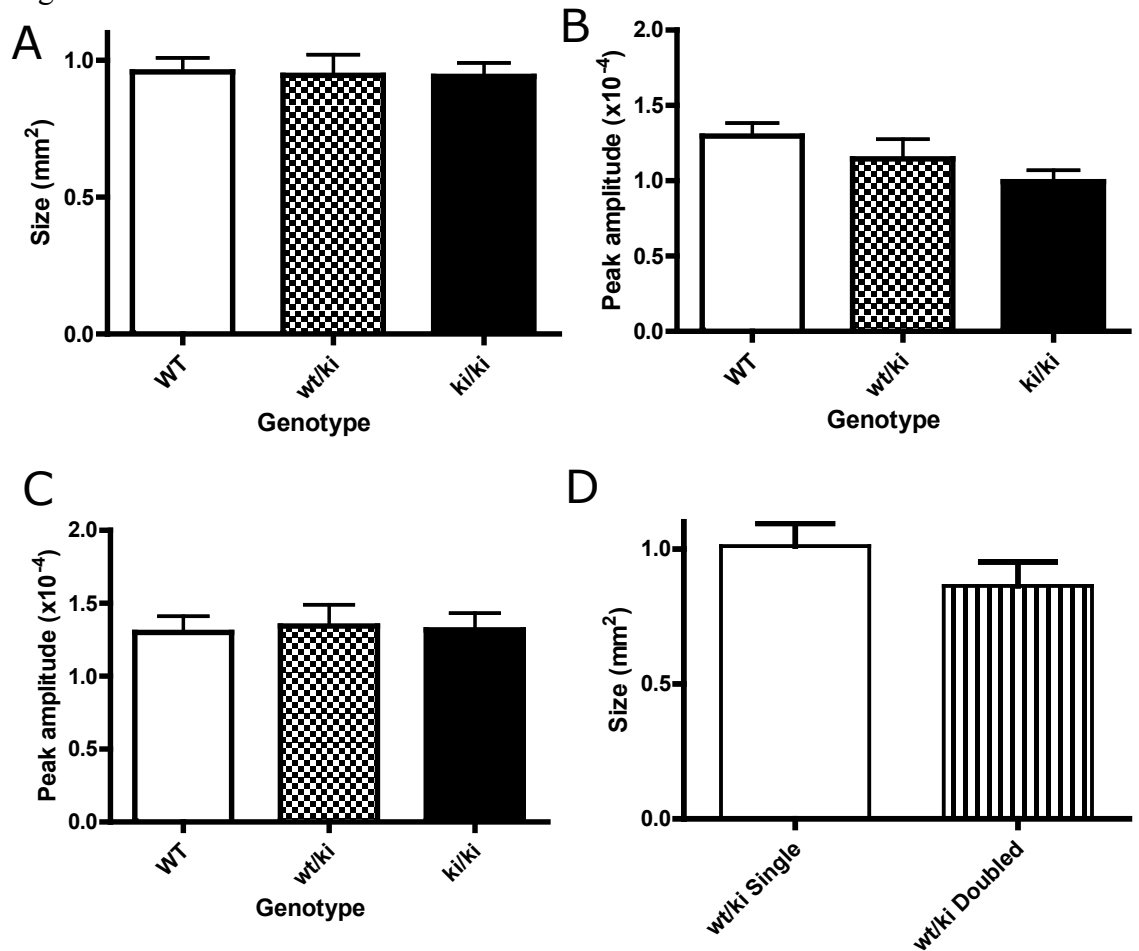 A
Size (mm²)
1.0
0.5
0.0
WT
wt/ki
ki/ki
Genotype
B
Peak amplitude (x10⁻⁴)
2.0
1.5
1.0
0.5
0.0
WT
wt/ki
ki/ki
Genotype
C
Peak amplitude (x10⁻⁴)
2.0
1.5
1.0
0.5
0.0
WT
wt/ki
ki/ki
Genotype
D
Size (mm²)
1.0
0.5
0.0
wt/ki Single
wt/ki Doubled